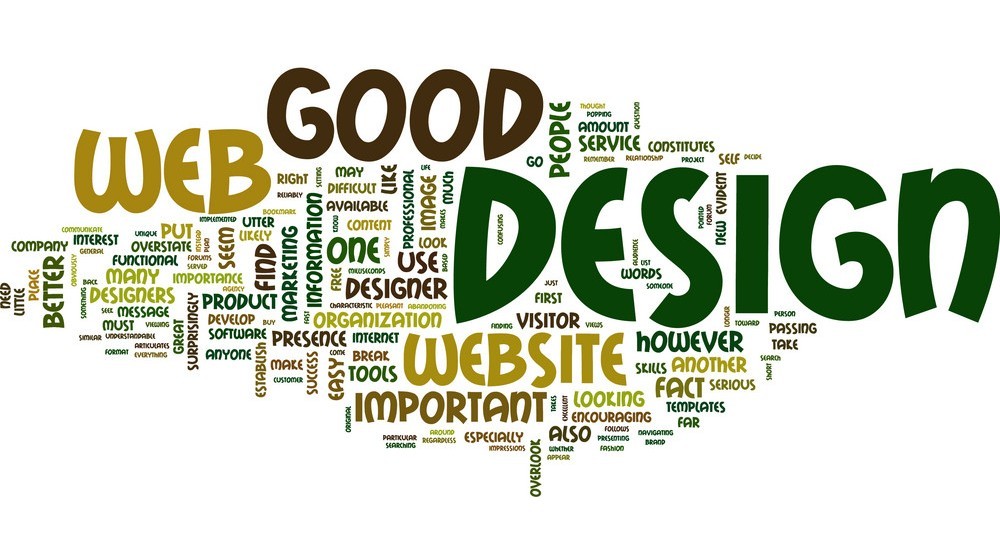 GOOD
WEB
DESIGN
PEOPLE
THOUGHT
POPPING
QUESTION
AMOUNT
SERVICE
CONSTITUTES
GO
REMEMBER
RELATIONSHIP
PROJECT
SELF
DECIDE
RIGHT
RELIABLY
SETTING
MAY
DIFFICULT
LIKE
LIFE
AVAILABLE
PROFESSIONAL
IMAGE
MAKES
MUCH
CONFUSING
POINTED
FORUM
NEW
EVIDENT
BOOKMARK
IMPLEMENTED
UTTER
LIKELY
COMMUNICATE
COMPANY
INTEREST
GENERAL
UNIQUE
PUT
OVERSTATE
INSTEAD
PLAN
SEEM
FUNCTIONAL
FORUMS
SERVED
FIND
MARKETING
INFORMATION
KNOW
CONTENT
ONE
SIMPLY
MILLISECONDS
FREE
LOOK
USE
BASED
DESIGNER
AUDIENCE
LIST
WORDS
SOMEONE
NEED
LITTLE
PLACE
BETTER
OBVIOUSLY
SOMETHING
BACK
MANY
IMPORTANCE
AGENCY
DESIGNERS
SEEK
MESSAGE
MUST
VIEWING
SIMILAR
UNDERSTANDABLE
ARTICULATES
FORMAT
EVERYTHING
GREAT
SURPRISINGLY
PRODUCT
DEVELOP
BUY
SOFTWARE
ANYONE
ESTABLISH
FAST
CHARACTERISTIC
PLEASANT
ABANDONING
ORGANIZATION
PRESENCE
INTERNET
MAKE
CUSTOMER
SUCCESS
COME
EASY
BREAK
TOOLS
JUST
FIRST
FINDING
VISITOR
VIEWS
WEBSITE
HOWEVER
LONGER
TOWARD
PERSON
PASSING
TAKE
SEARCH
SHORT
SKILLS
ANOTHER
FACT
SERIOUS
TEMPLATES
FAR
ORIGINAL
IMPORTANT
TAKES
EXCELLENT
LOOKING
ENCOURAGING
PARTICULAR
SEARCHING
AROUND
REGARDLESS
ESPECIALLY
IMPRESSIONS
OVERLOOK
ALSO
FOLLOWS
WHETHER
APPEAR
PRESENTING
FASHION
NAVIGATING
BRAND